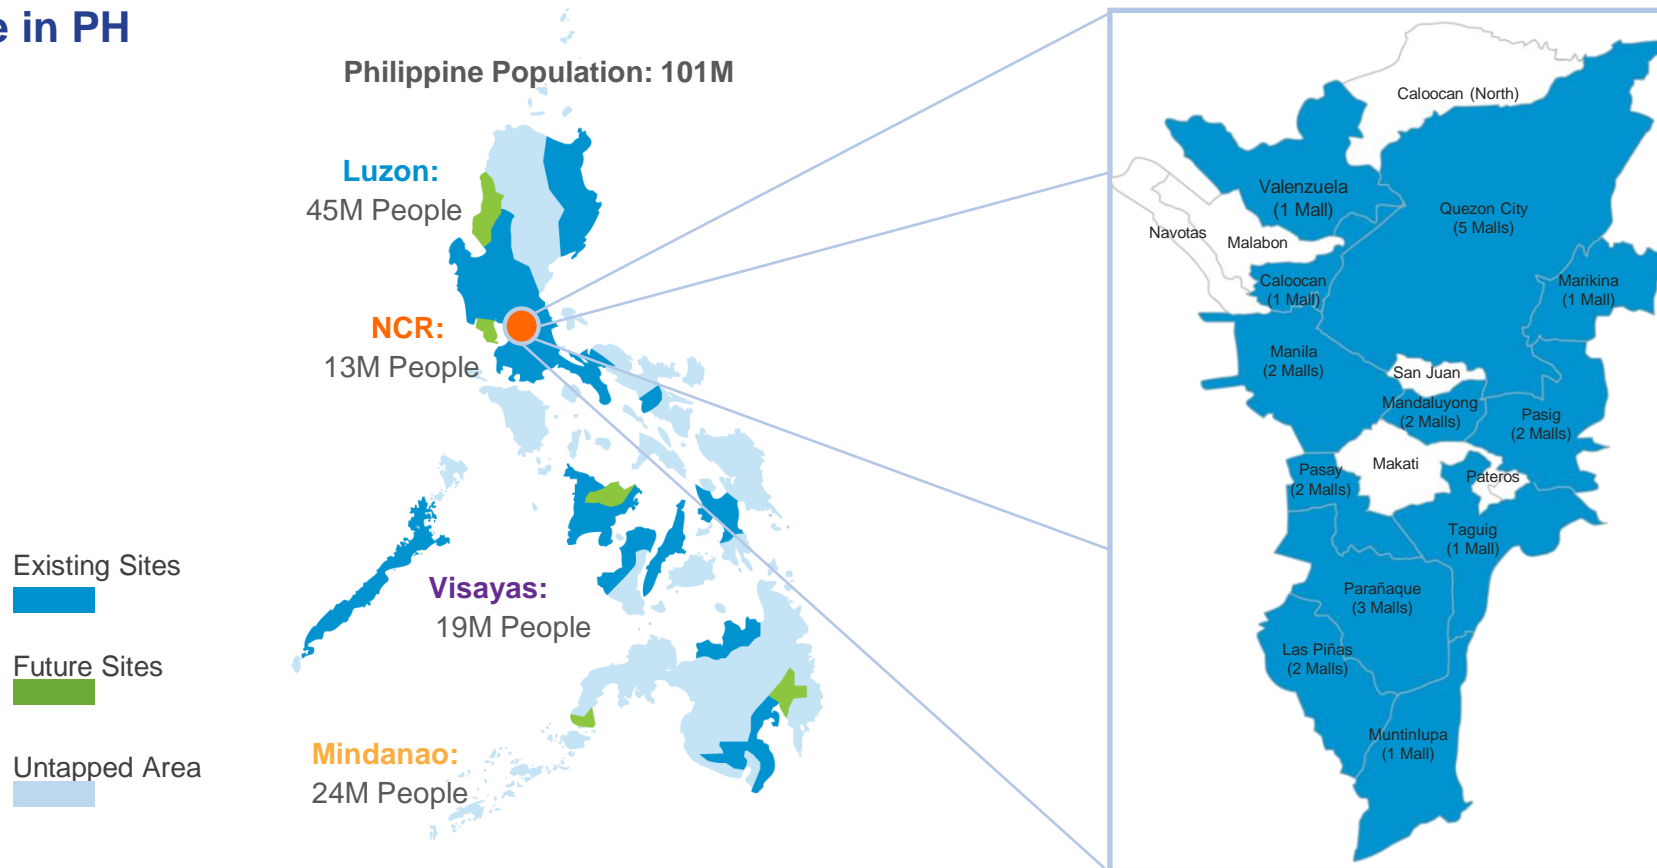 e in PH
Philippine Population: 101M
Luzon:
45M People
NCR:
13M People
Visayas:
19M People
Mindanao:
24M People
Existing Sites
Future Sites
Untapped Area
Caloocan (North)
Valenzuela
(1 Mall)
Quezon City
(5 Malls)
Navotas
Malabon
Caloocan
(1 Mall)
Marikina
(1 Mall)
Manila
(2 Malls)
San Juan
Mandaluyong
(2 Malls)
Pasig
(2 Malls)
Makati
Pasay
(2 Malls)
Pateros
Taguig
(1 Mall)
Parañaque
(3 Malls)
Las Piñas
(2 Malls)
Muntinlupa
(1 Mall)